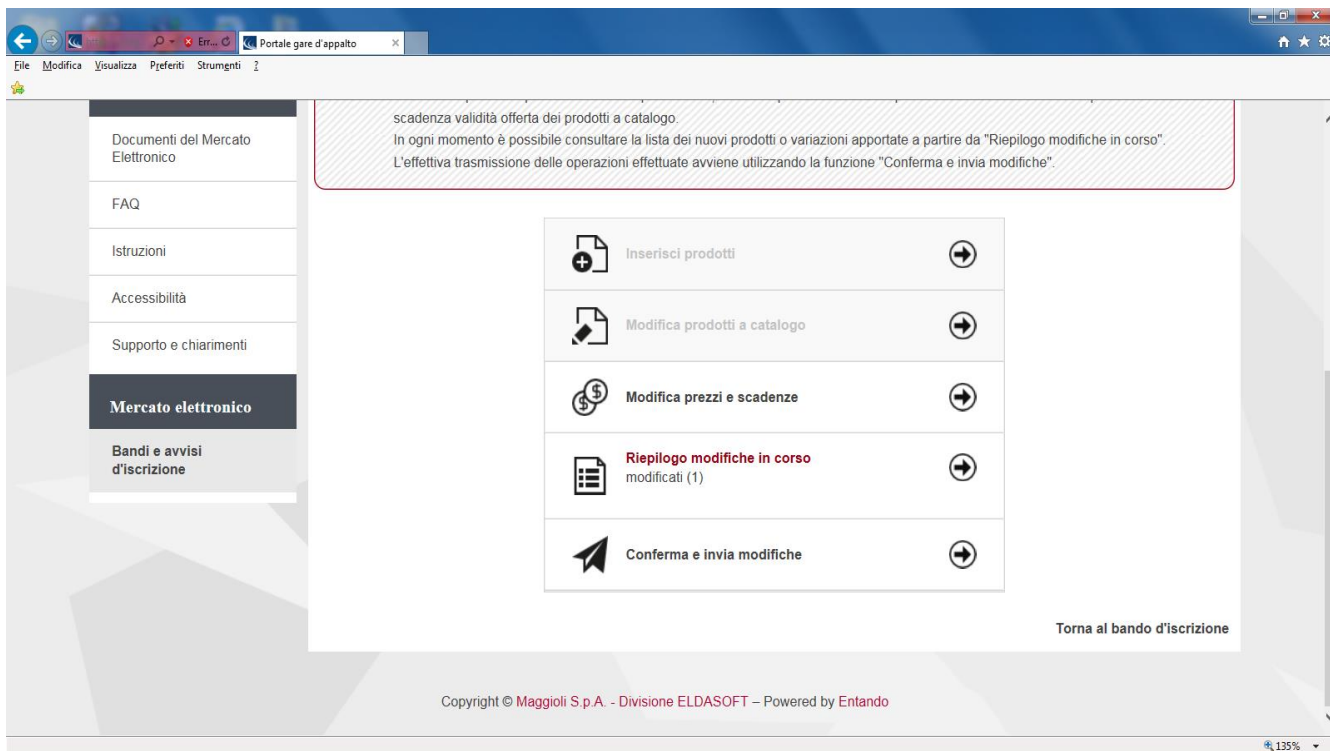 Err...
Portale gare d'appalto
File Modifica Visualizza Preferiti Strumenti ?
scadenza validità offerta dei prodotti a catalogo.
In ogni momento è possibile consultare la lista dei nuovi prodotti o variazioni apportate a partire da "Riepilogo modifiche in corso".
L'effettiva trasmissione delle operazioni effettuate avviene utilizzando la funzione "Conferma e invia modifiche".
Documenti del Mercato
Elettronico
FAQ
Istruzioni
Accessibilità
Supporto e chiarimenti
Mercato elettronico
Bandi e avvisi
d'iscrizione
Inserisci prodotti
Modifica prodotti a catalogo
Modifica prezzi e scadenze
Riepilogo modifiche in corso
modificati (1)
Conferma e invia modifiche
Torna al bando d'iscrizione
Copyright © Maggioli S.p.A. - Divisione ELDASOFT – Powered by Entando
135%